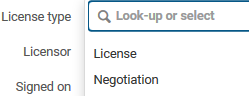 License type
Look-up or select
Licensor
License
Negotiation
Signed on